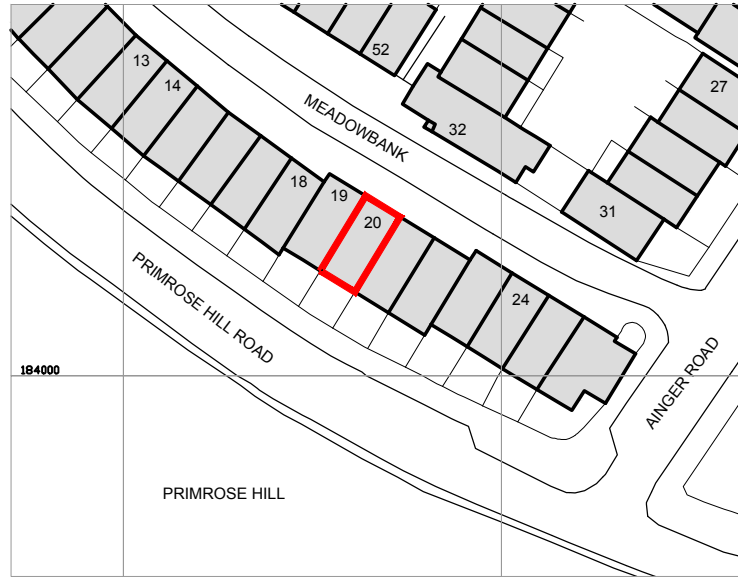 52
13
27
14
MEADOWBANK
32
18
19
31
20
PRIMROSE HILL ROAD
24
184000
AINGER ROAD
PRIMROSE HILL